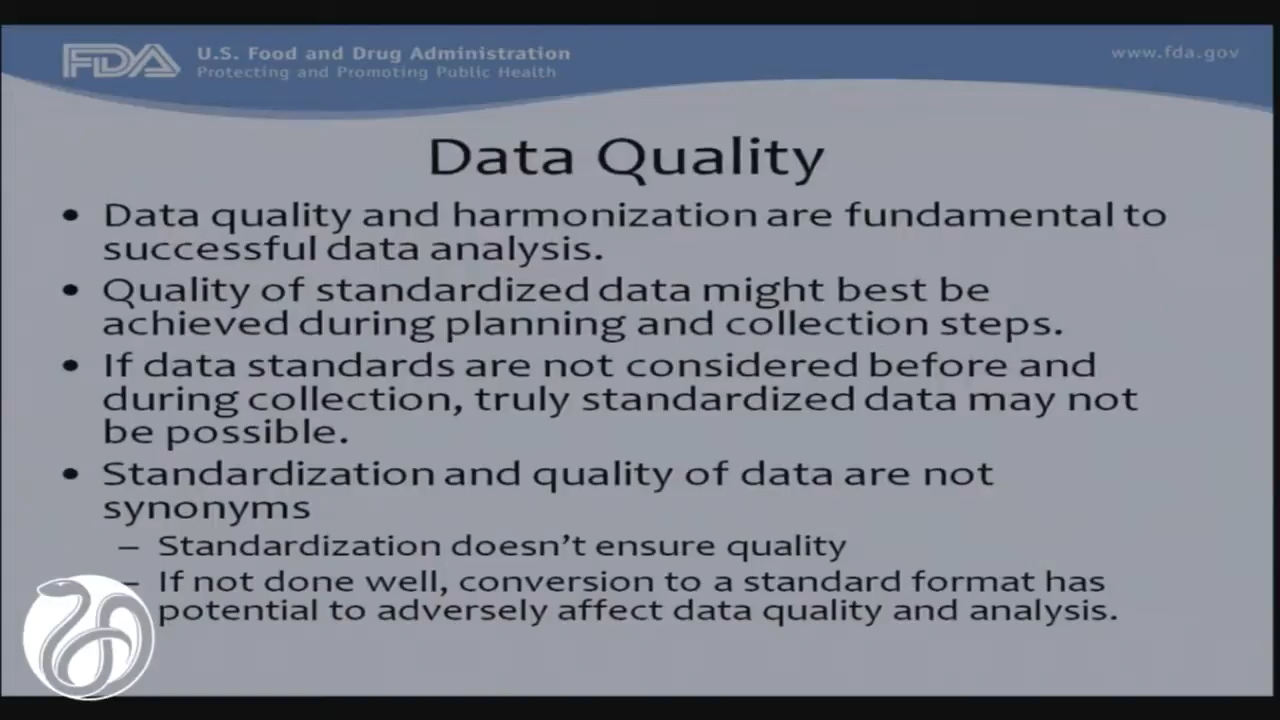 FDA U.S. Food and Drug Administration
Protecting and Promoting Public Health
www.fda.gov
Data Quality
• Data quality and harmonization are fundamental to
successful data analysis.
• Quality of standardized data might best be
achieved during planning and collection steps.
• If data standards are not considered before and
during collection, truly standardized data may not
be possible.
• Standardization and quality of data are not
synonyms
– Standardization doesn't ensure quality
– If not done well, conversion to a standard format has
potential to adversely affect data quality and analysis.